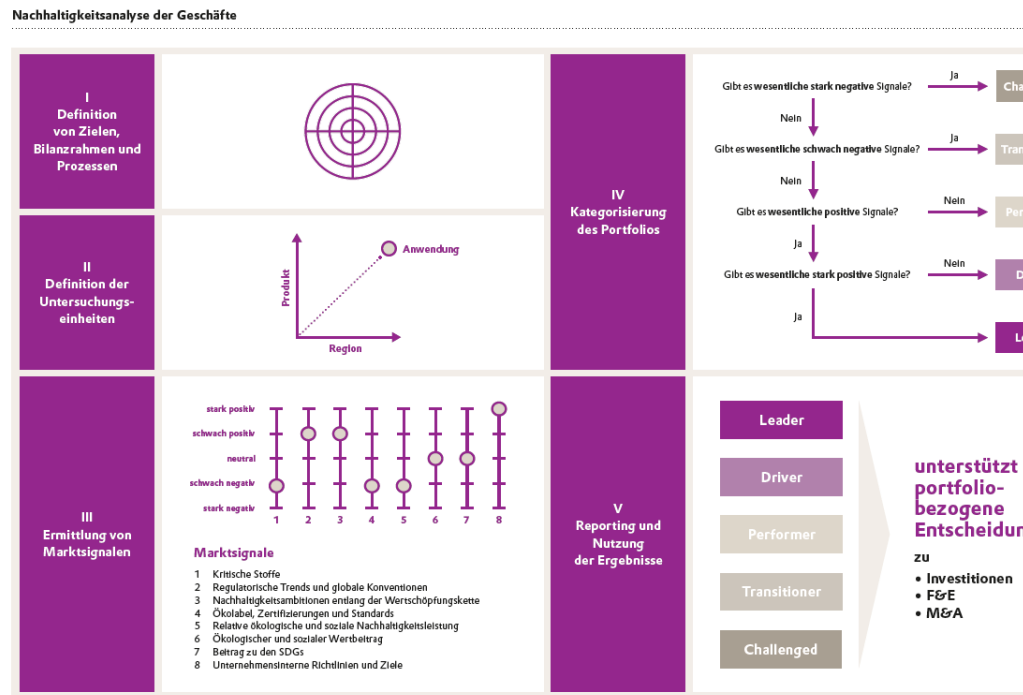 Nachhaltigkeitsanalyse der Geschäfte
I
Definition
von Zielen,
Bilanzrahmen und
Prozessen
II
Definition der
Untersuchungs-
einheiten
Produkt
Anwendung
Region
III
Ermittlung von
Marktsignalen
stark positiv
schwach positiv
neutral
schwach negativ
stark negativ
1 2 3 4 5 6 7 8
Marktsignale
1 Kritische Stoffe
2 Regulatorische Trends und globale Konventionen
3 Nachhaltigkeitsambitionen entlang der Wertschöpfungskette
4 Ökolabel, Zertifizierungen und Standards
5 Relative ökologische und soziale Nachhaltigkeitsleistung
6 Ökologischer und sozialer Wertbeitrag
7 Beitrag zu den SDGs
8 Unternehmensinterne Richtlinien und Ziele
IV
Kategorisierung
des Portfolios
Gibt es wesentliche stark negative Signale?
Ja
Nein
Gibt es wesentliche schwach negative Signale?
Ja
Nein
Gibt es wesentliche positive Signale?
Nein
Ja
Gibt es wesentliche stark positive Signale?
Nein
Ja
V
Reporting und
Nutzung
der Ergebnisse
Leader
Driver
Performer
Transitioner
Challenged
unterstützt
portfolio-
bezogene
zu
• Investitionen
• F&E
• M&A